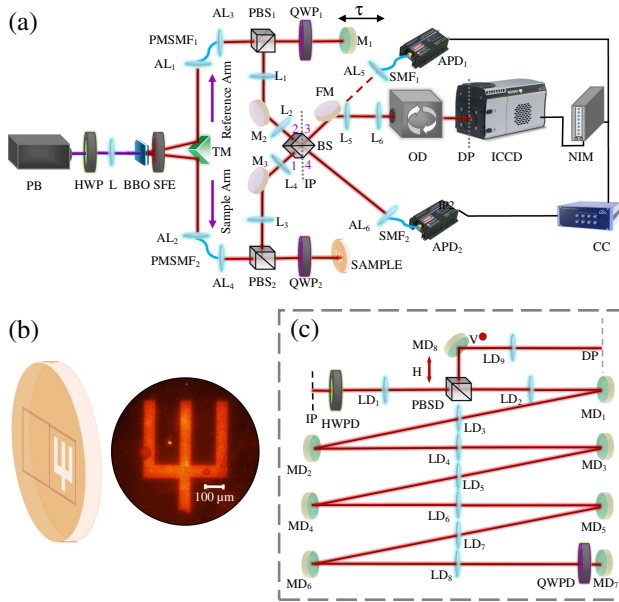 (a)
AL₃
PBS₁
QWP₁
τ
PMSMF₁
M₁
APD₁
AL₁
L₁
AL₅
SMF₁
Reference Arm
FM
L₂
M₂
2
3
L₅
L₆
TM
M₃
BS
OD
DP
ICCD
NIM
PB
HWP
L
BBO
SFE
1
4
L₄
IP
Sample Arm
IP2
L₃
AL₆
SMF₂
AL₂
PMSMF₂
APD₂
CC
SAMPLE
AL₄
PBS₂
QWP₂
(b)
100 μm
(c)
MD₈
V
LD₉
DP
H
LD₁
PBSD
LD₂
IP
HWPD
MD₁
LD₃
MD₂
LD₄
MD₃
LD₅
MD₄
LD₆
MD₅
LD₇
MD₆
LD₈
QWPD
MD₇